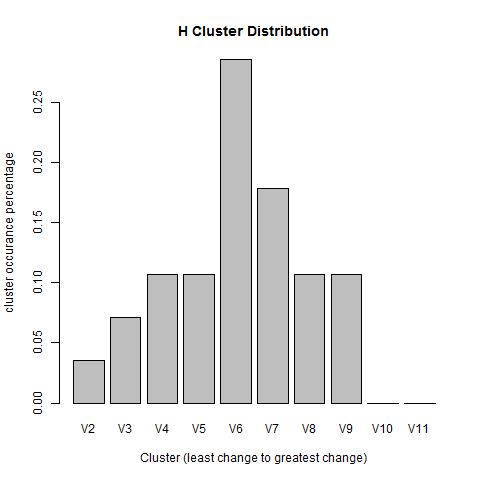 H Cluster Distribution
cluster occurance percentage
0.25
0.20
0.15
0.10
0.05
0.00
V2 V3 V4 V5 V6 V7 V8 V9 V10 V11
Cluster (least change to greatest change)